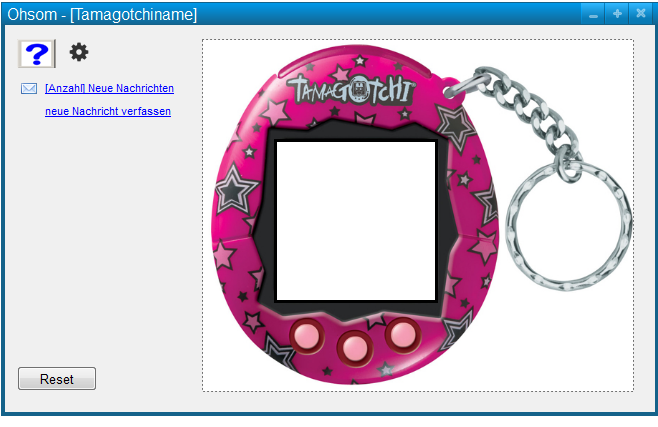 Ohsom - [Tamagotchiname]
?
[Anzahl] Neue Nachrichten
neue Nachricht verfassen
TAMAGOTCHI
Reset